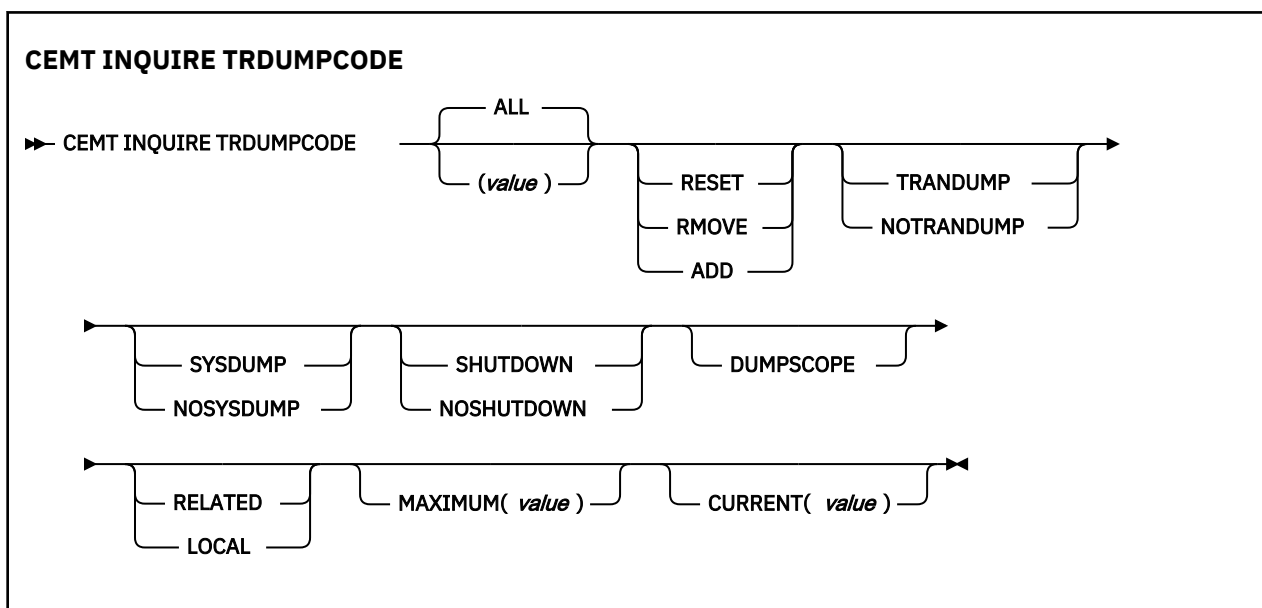 CEMT INQUIRE TRDUMPCODE
ALL
CEMT INQUIRE TRDUMPCODE
(value )
RESET
RMOVE
ADD
TRANDUMP
NOTRANDUMP
SYSDUMP
NOSYSDUMP
SHUTDOWN
NOSHUTDOWN
DUMPSCOPE
RELATED
LOCAL
MAXIMUM( value )
CURRENT( value )